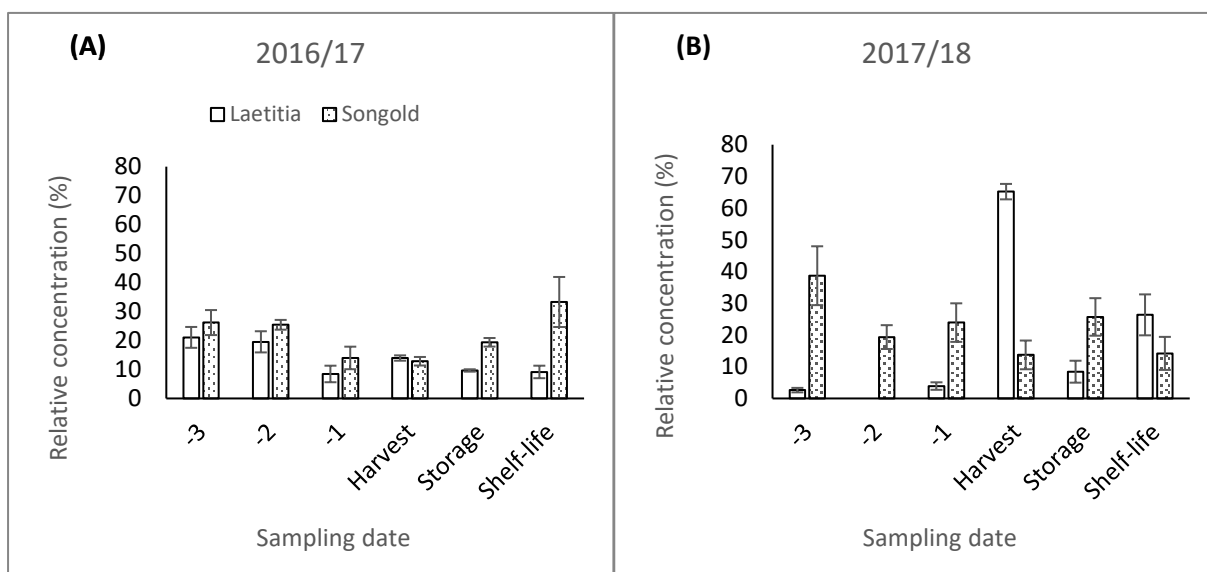 (A)
2016/17
Laetitia
Songold
Relative concentration (%)
80
70
60
50
40
30
20
10
0
-3
-2
-1
Harvest
Storage
Shelf-life
Sampling date
(B)
2017/18
Relative concentration (%)
80
70
60
50
40
30
20
10
0
-3
-2
-1
Harvest
Storage
Shelf-life
Sampling date